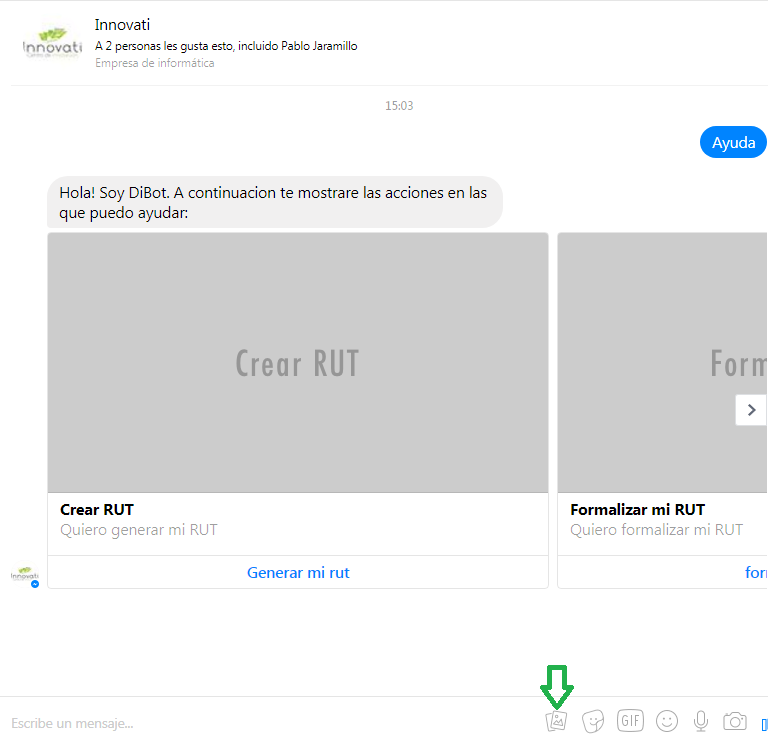 Innovati
Innovati
A 2 personas les gusta esto, incluido Pablo Jaramillo
Empresa de informática
15:03
Ayuda
Hola! Soy DiBot. A continuacion te mostrare las acciones en las
que puedo ayudar:
Crear RUT
Form
Crear RUT
Quiero generar mi RUT
Formalizar mi RUT
Quiero formalizar mi RUT
Innovati
Generar mi rut
for
Escribe un mensaje...
GIF